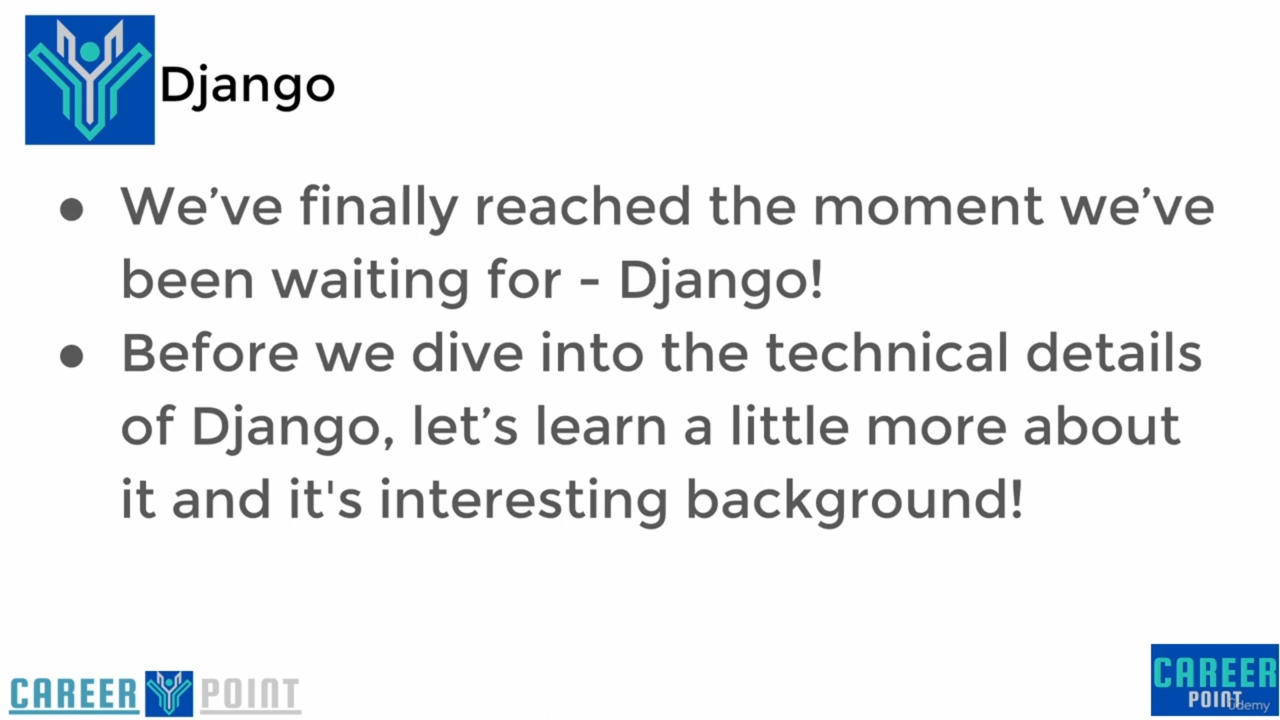 Django
● We’ve finally reached the moment we’ve
been waiting for - Django!
● Before we dive into the technical details
of Django, let’s learn a little more about
it and it's interesting background!
CAREER POINT
CAREER
POINT
udemy